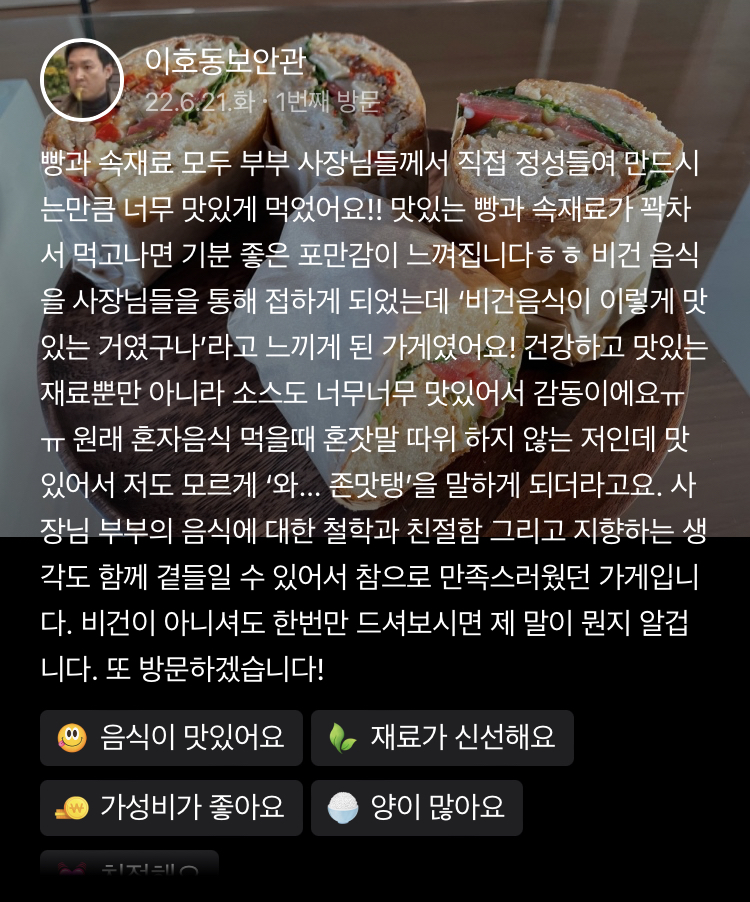 이호동보안관
22.6.21.화 · 1번째 방문
빵과 속재료 모두 부부 사장님들께서 직접 정성들여 만드시
는만큼 너무 맛있게 먹었어요!! 맛있는 빵과 속재료가 꽉차
서 먹고나면 기분 좋은 포만감이 느껴집니다ㅎㅎ 비건 음식
을 사장님들을 통해 접하게 되었는데 ‘비건음식이 이렇게 맛
있는 거였구나’라고 느끼게 된 가게였어요! 건강하고 맛있는
재료뿐만 아니라 소스도 너무너무 맛있어서 감동이에요ㅠ
ㅠ 원래 혼자음식 먹을때 혼잣말 따위 하지 않는 저인데 맛
있어서 저도 모르게 ‘와... 존맛탱’을 말하게 되더라고요. 사
장님 부부의 음식에 대한 철학과 친절함 그리고 지향하는 생
각도 함께 곁들일 수 있어서 참으로 만족스러웠던 가게입니
다. 비건이 아니셔도 한번만 드셔보시면 제 말이 뭔지 알겁
니다. 또 방문하겠습니다!
음식이 맛있어요
재료가 신선해요
가성비가 좋아요
양이 많아요
친절해요